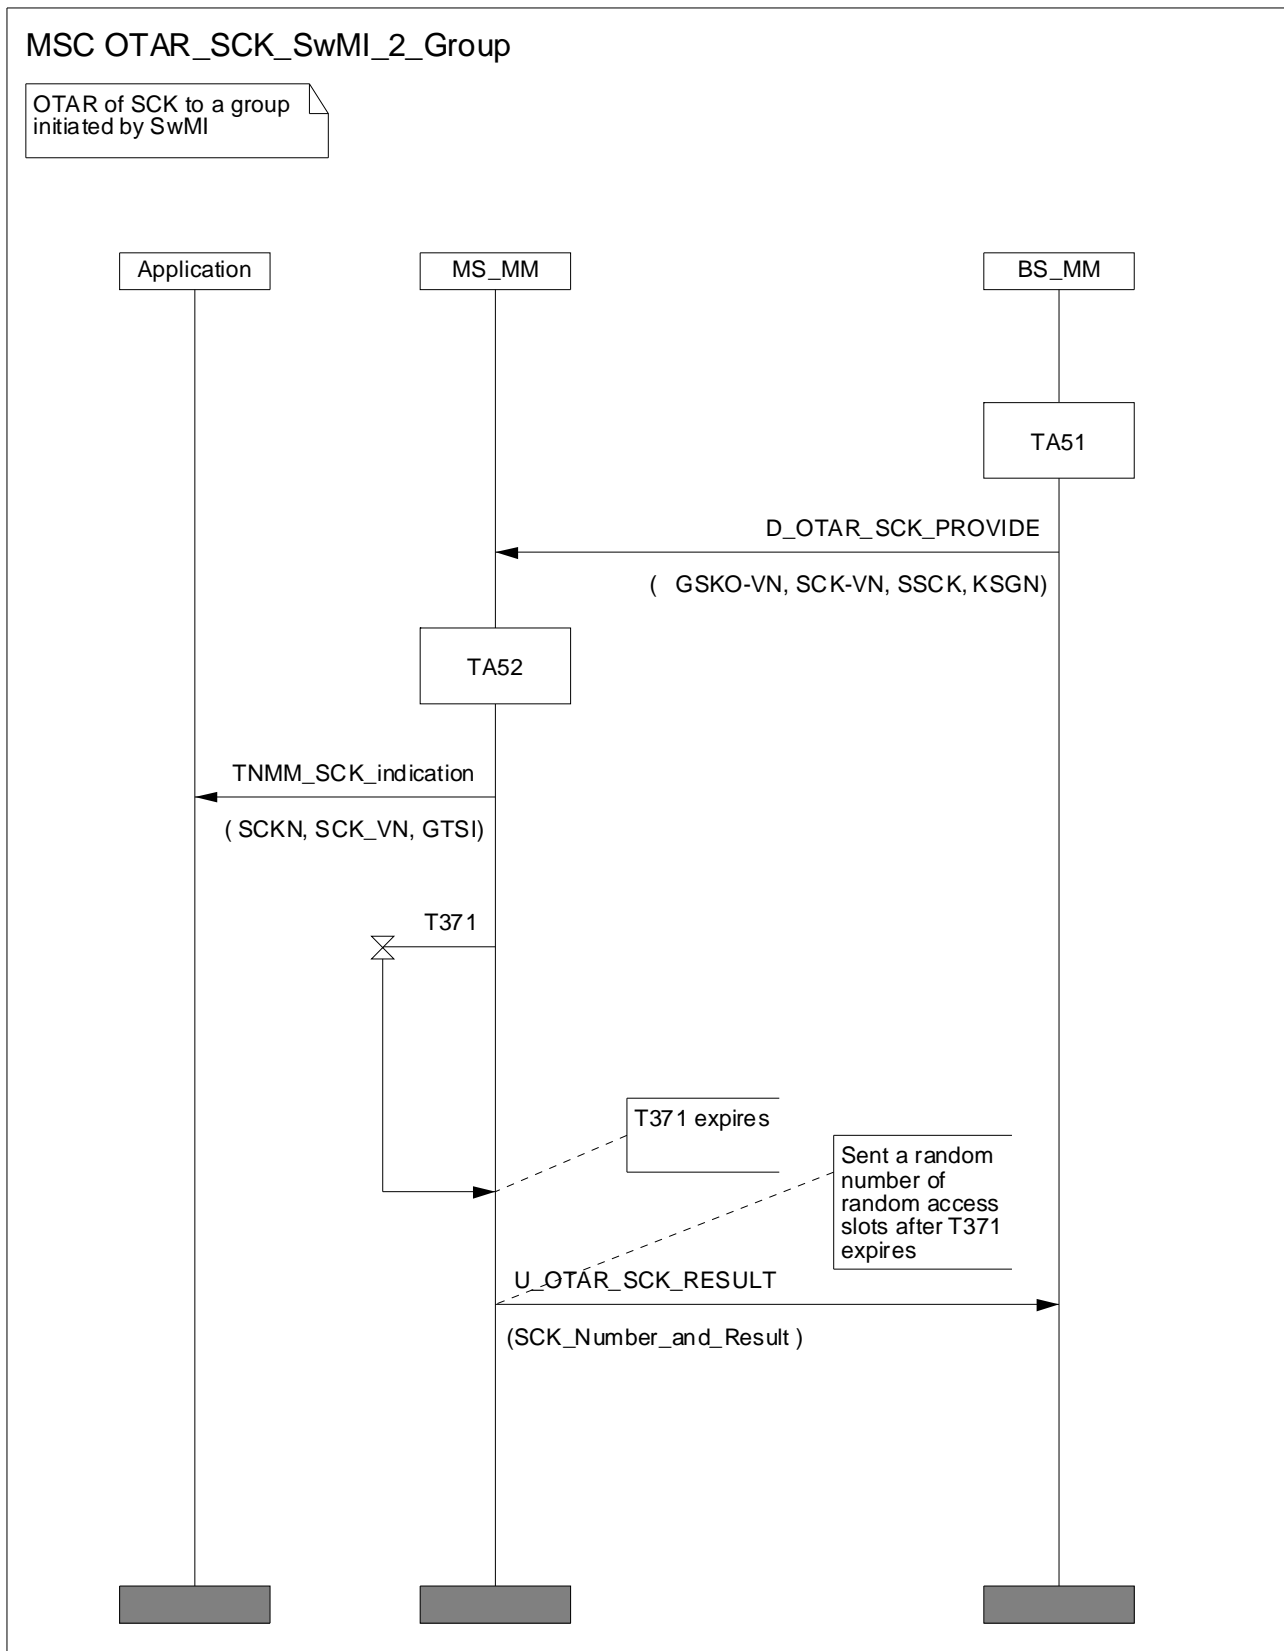 MSC OTAR_SCK_SwMI_2_Group
OTAR of SCK to a group
initiated by SwMI
Application
MS_MM
BS_MM
TA51
D_OTAR_SCK_PROVIDE
( GSKO-VN, SCK-VN, SSCK, KSGN)
TA52
TNMM_SCK_indication
( SCKN, SCK_VN, GTSI)
T371
T371 expires
Sent a random
number of
random access
slots after T371
expires
U_OTAR_SCK_RESULT
(SCK_Number_and_Result )